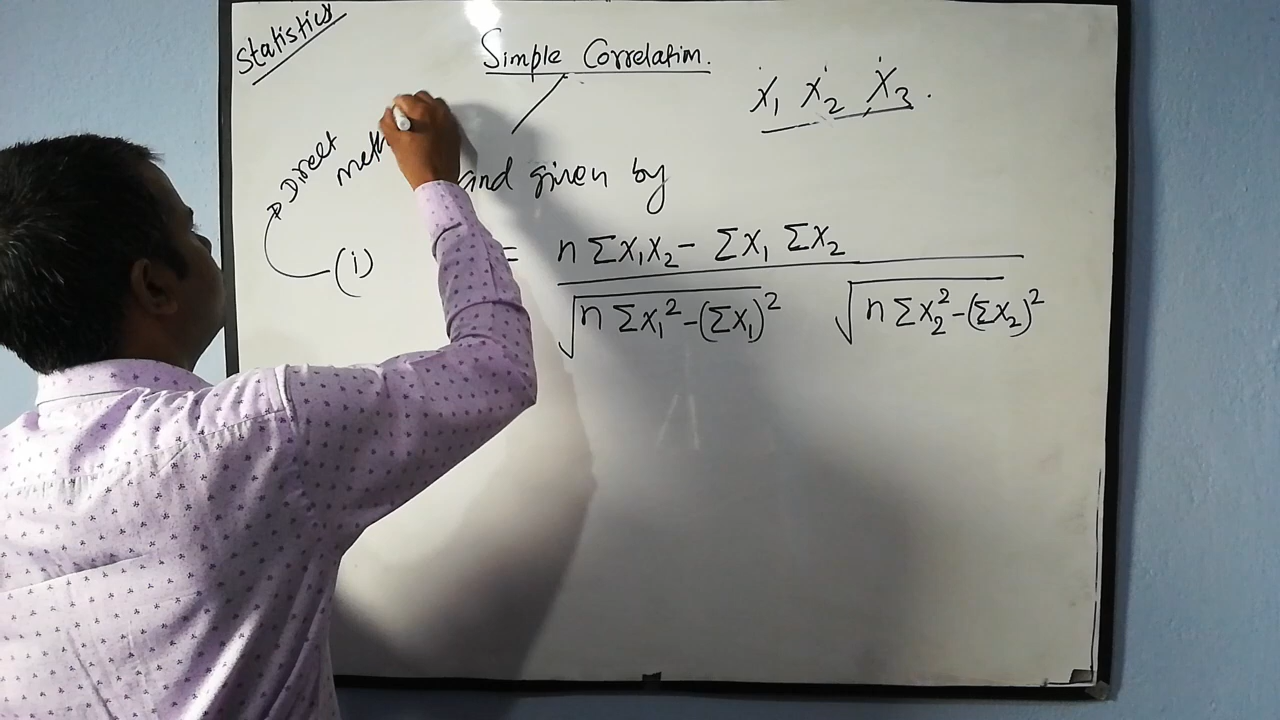 Statistics
Simple Correlation.
X₁ X₂ X₃.
Direct
and given by
(i) = n ΣX₁X₂ - ΣX₁ ΣX₂
√n ΣX₁² - (ΣX₁)² √n ΣX₂² - (ΣX₂)²